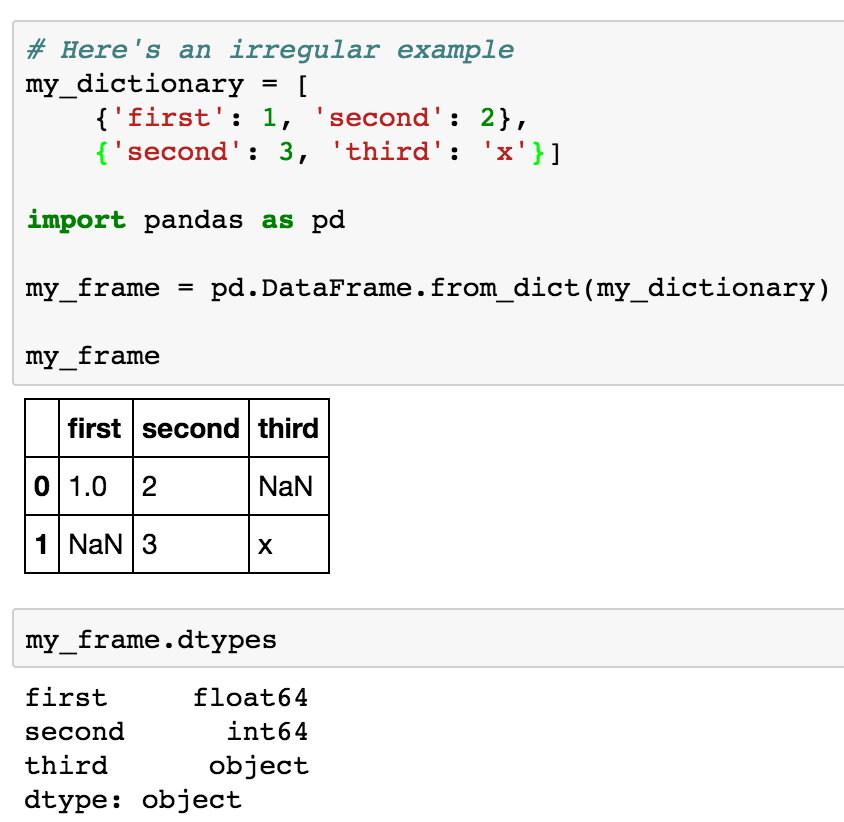 # Here's an irregular example
my_dictionary = [
    {'first': 1, 'second': 2},
    {'second': 3, 'third': 'x'}]
import pandas as pd
my_frame = pd.DataFrame.from_dict(my_dictionary)
my_frame
first second third
0 1.0 2 NaN
1 NaN 3 x
my_frame.dtypes
first     float64
second      int64
third      object
dtype: object